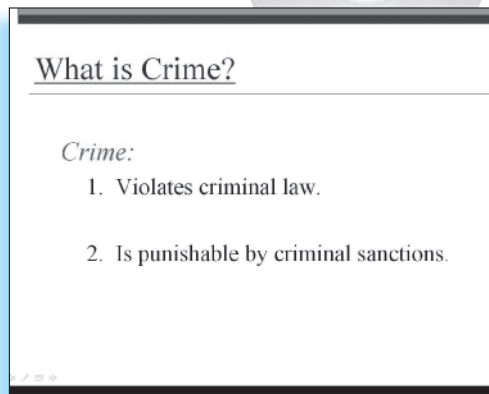 What is Crime?
Crime:
1. Violates criminal law.
2. Is punishable by criminal sanctions.